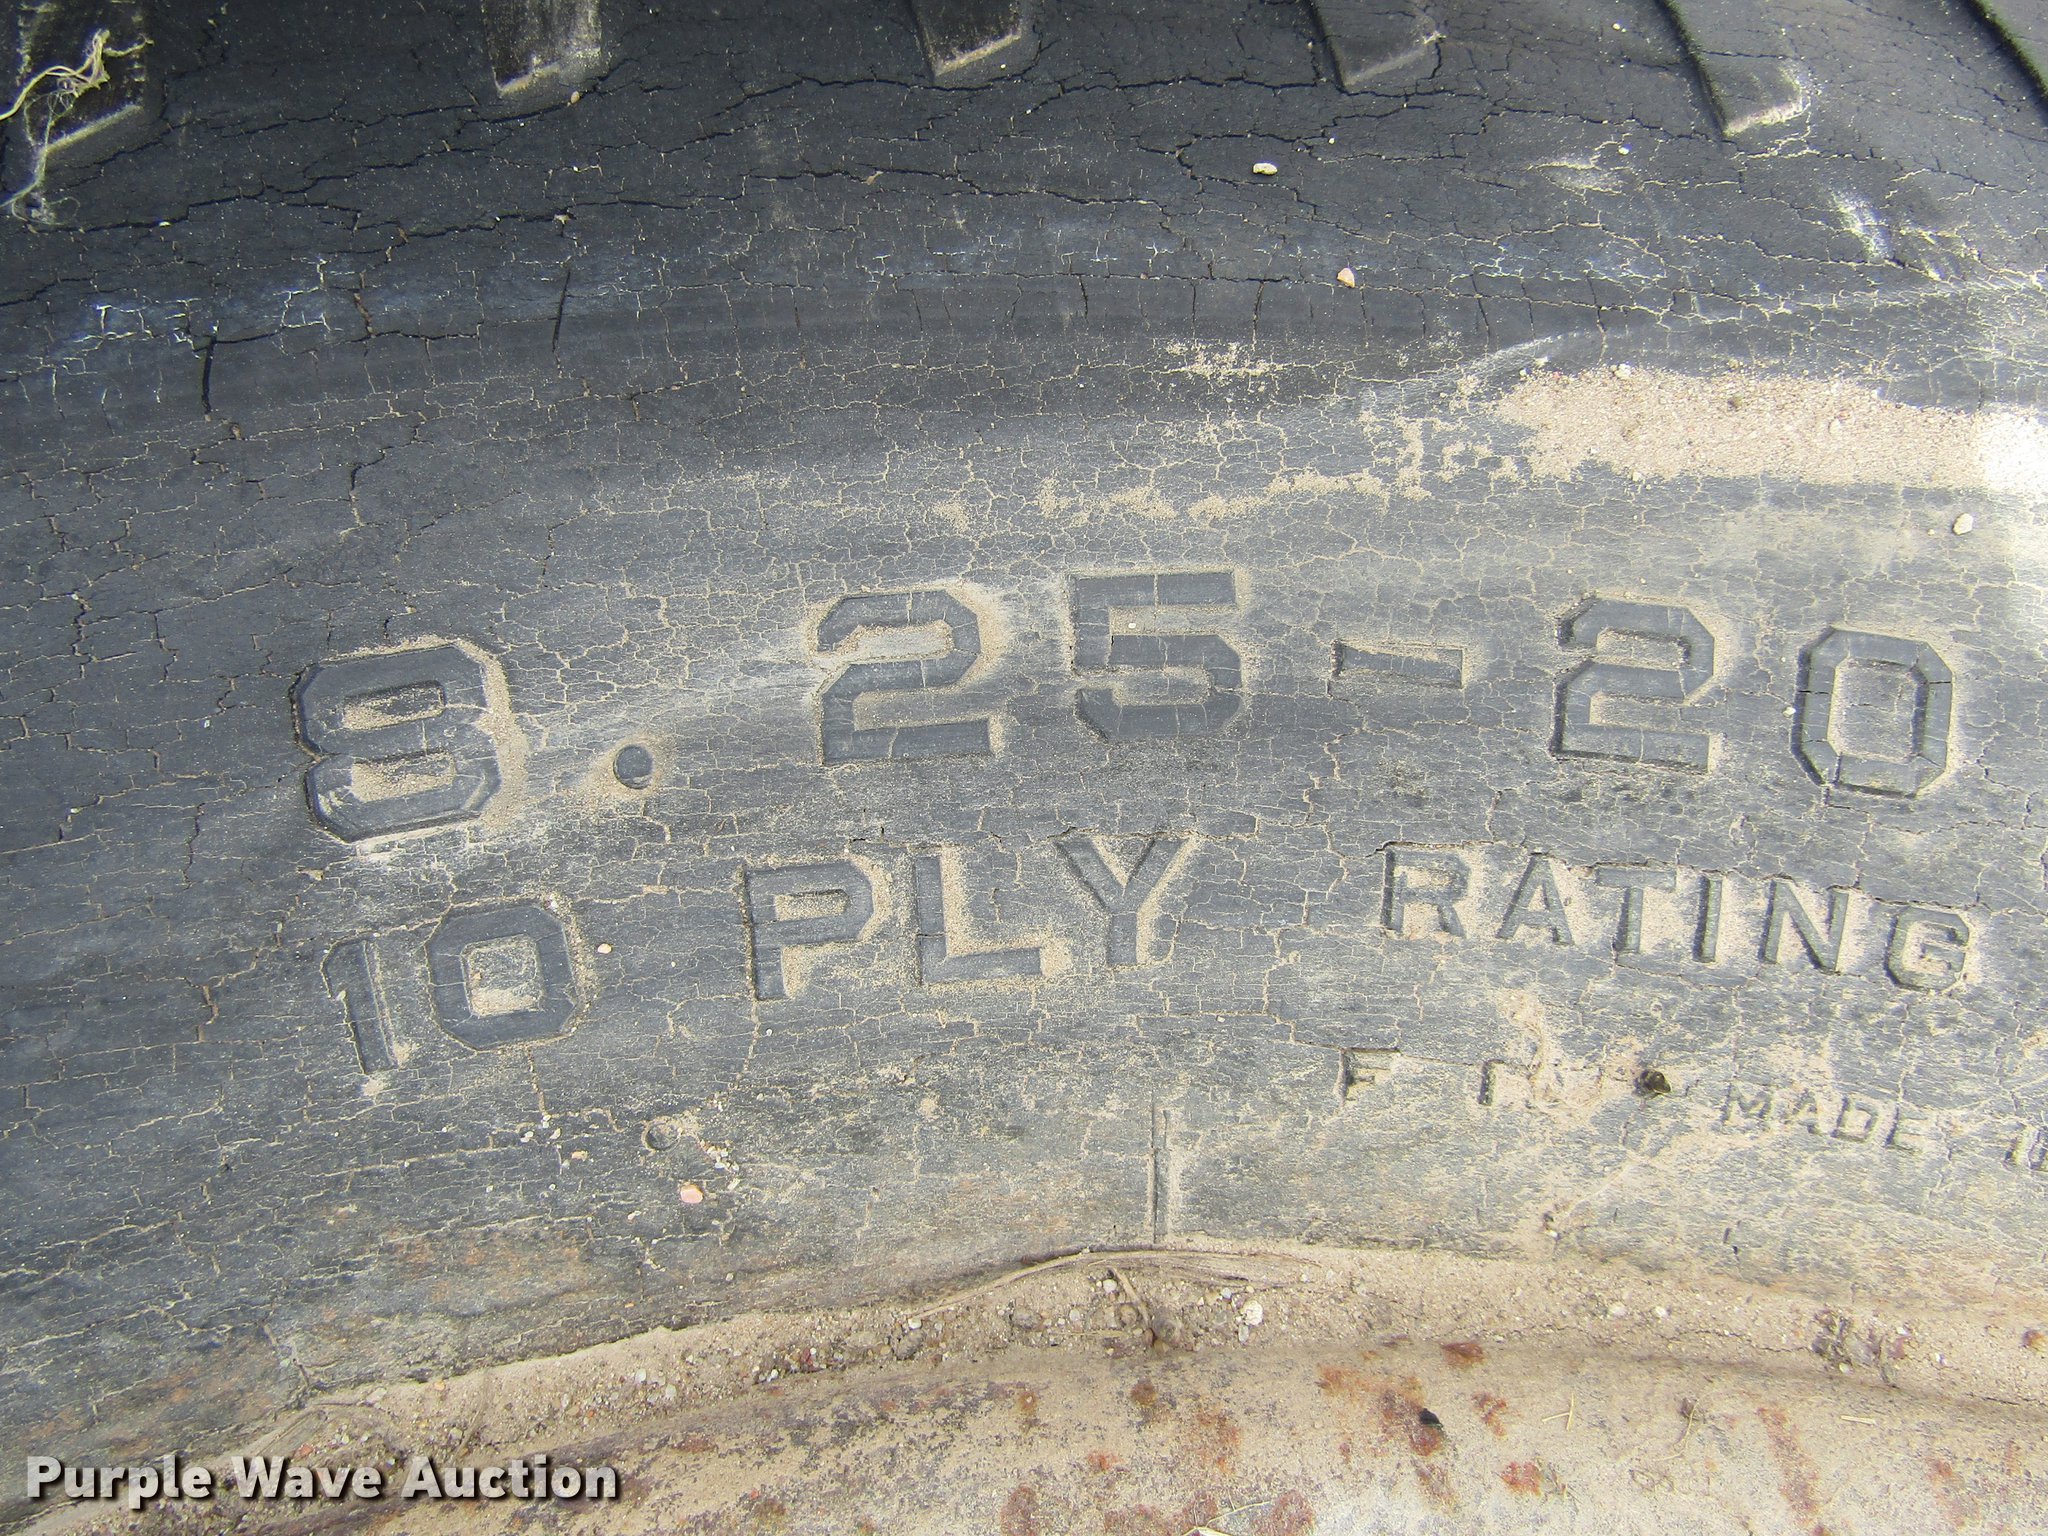 8.25-20
10 PLY RATING
MADE
Purple Wave Auction